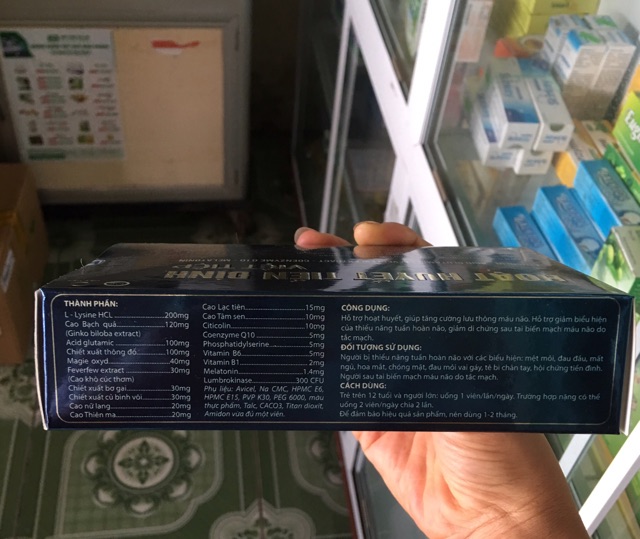 HOẠT HUYẾT TIỀN ĐÌNH
VIỆT ĐỨC
COENZYME Q10
MELATONIN
THÀNH PHẦN:
L - Lysine HCL.....200mg
Cao Bạch quả.....120mg
(Ginko biloba extract)
Acid glutamic.....100mg
Chiết xuất thông đỏ.....100mg
Magie oxyd.....40mg
Feverfew extract.....30mg
(Cao khô cúc thơm)
Chiết xuất bọ gai.....30mg
Chiết xuất củ bình vôi.....30mg
Cao nữ lang.....20mg
Cao Thiên ma.....20mg
Cao Lạc tiên.....15mg
Cao Tâm sen.....10mg
Citicolin.....10mg
Coenzyme Q10.....5mg
Phosphatidylserine.....5mg
Vitamin B6.....5mg
Vitamin B1.....5mg
Melatonin.....1.4mg
Lumbrokinase.....300 CFU
Phụ liệu: Avicel, Na CMC, HPMC E6,
HPMC E15, PVP K30, PEG 6000, màu
thực phẩm, Talc, CACO3, Titan dioxit,
Amidon vừa đủ một viên.
CÔNG DỤNG:
Hỗ trợ hoạt huyết, giúp tăng cường lưu thông máu não. Hỗ trợ giảm biểu hiện
của thiểu năng tuần hoàn não, giảm di chứng sau tai biến mạch máu não do
tắc mạch.
ĐỐI TƯỢNG SỬ DỤNG:
Người bị thiểu năng tuần hoàn não với các biểu hiện: mệt mỏi, đau đầu, mất
ngủ, hoa mắt, chóng mặt, đau mỏi vai gáy, tê bì chân tay, hội chứng tiền đình.
Người sau tai biến mạch máu não do tắc mạch.
CÁCH DÙNG:
Trẻ trên 12 tuổi và người lớn: uống 1 viên/lần/ngày. Trường hợp nặng có thể
uống 2 viên/ngày chia 2 lần.
Để đảm bảo hiệu quả sản phẩm, nên dùng 1-2 tháng.